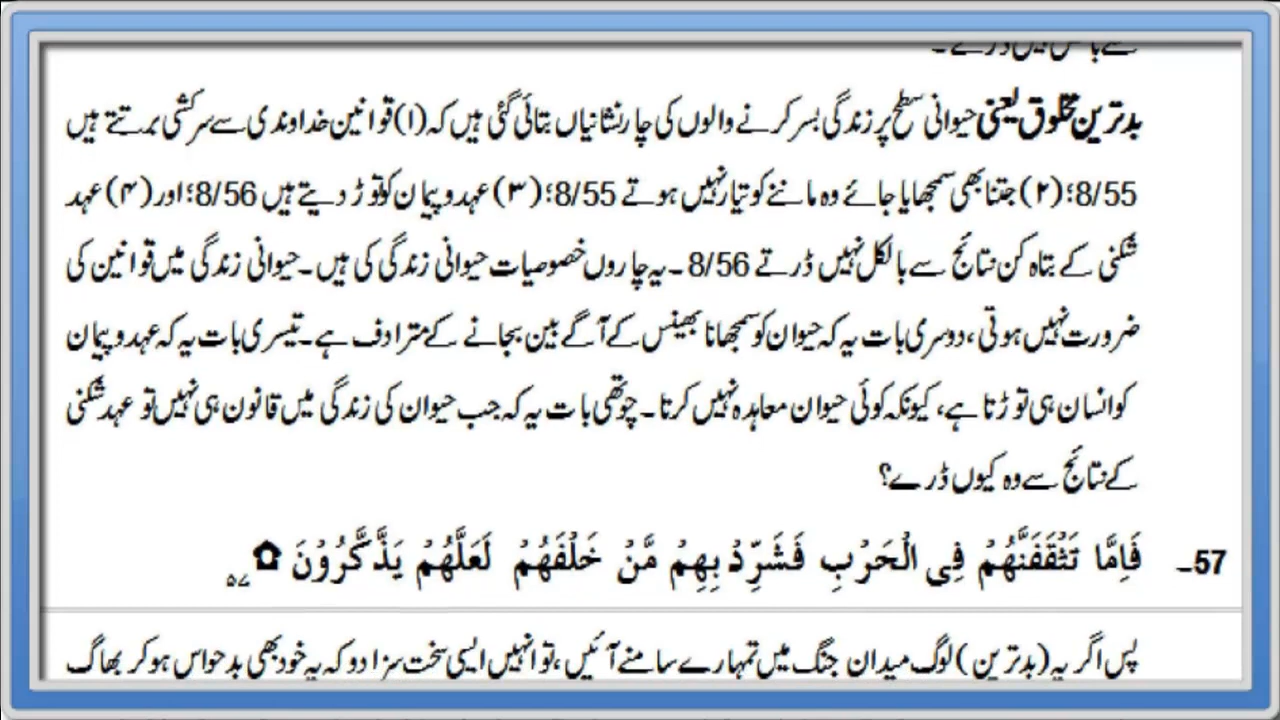 بدترین مخلوق یعنی حیوانی سطح پر زندگی بسر کرنے والوں کی چار نشانیاں بتائی گئی ہیں کہ (۱) قوانین خداوندی سے سرکشی برتتے ہیں
8/55؛ (۲) جتنا بھی سمجھایا جائے وہ ماننے کو تیار نہیں ہوتے 8/55؛ (۳) عہد و پیمان کو توڑ دیتے ہیں 8/56؛ اور (۴) عہد
شکنی کے بتاہ کن نتائج سے بالکل نہیں ڈرتے 8/56۔ یہ چاروں خصوصیات حیوانی زندگی کی ہیں۔ حیوانی زندگی میں قوانین کی
ضرورت نہیں ہوتی، دوسری بات یہ کہ حیوان کو سمجھانا بھینس کے آگے بین بجانے کے مترادف ہے۔ تیسری بات یہ کہ عہد و پیمان
کو انسان ہی توڑتا ہے، کیونکہ کوئی حیوان معاہدہ نہیں کرتا۔ چوتھی بات یہ کہ جب حیوان کی زندگی میں قانون ہی نہیں تو عہد شکنی
کے نتائج سے وہ کیوں ڈرے؟
57۔ فَاِمَّا تَثْقَفَنَّهُمْ فِی الْحَرْبِ فَشَرِّدْ بِهِمْ مَّنْ خَلْفَهُمْ لَعَلَّهُمْ یَذَّكَّرُوْنَ ✿ ۵۷
پس اگر یہ (بدترین) لوگ میدان جنگ میں تمہارے سامنے آئیں، تو انہیں ایسی سخت سزا دو کہ یہ خود بھی بدحواس ہو کر بھاگ